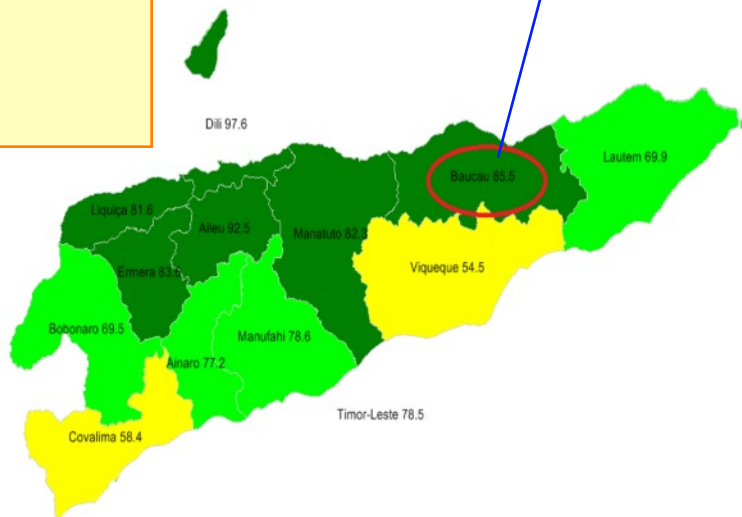 Dili 97.6
Lautem 69.9
Baucau 85.5
Liquiça 81.6
Aileu 92.5
Manatuto 82.3
Ermera 83.6
Viqueque 54.5
Bobonaro 69.5
Manufahi 78.6
Ainaro 77.2
Timor-Leste 78.5
Covalima 58.4